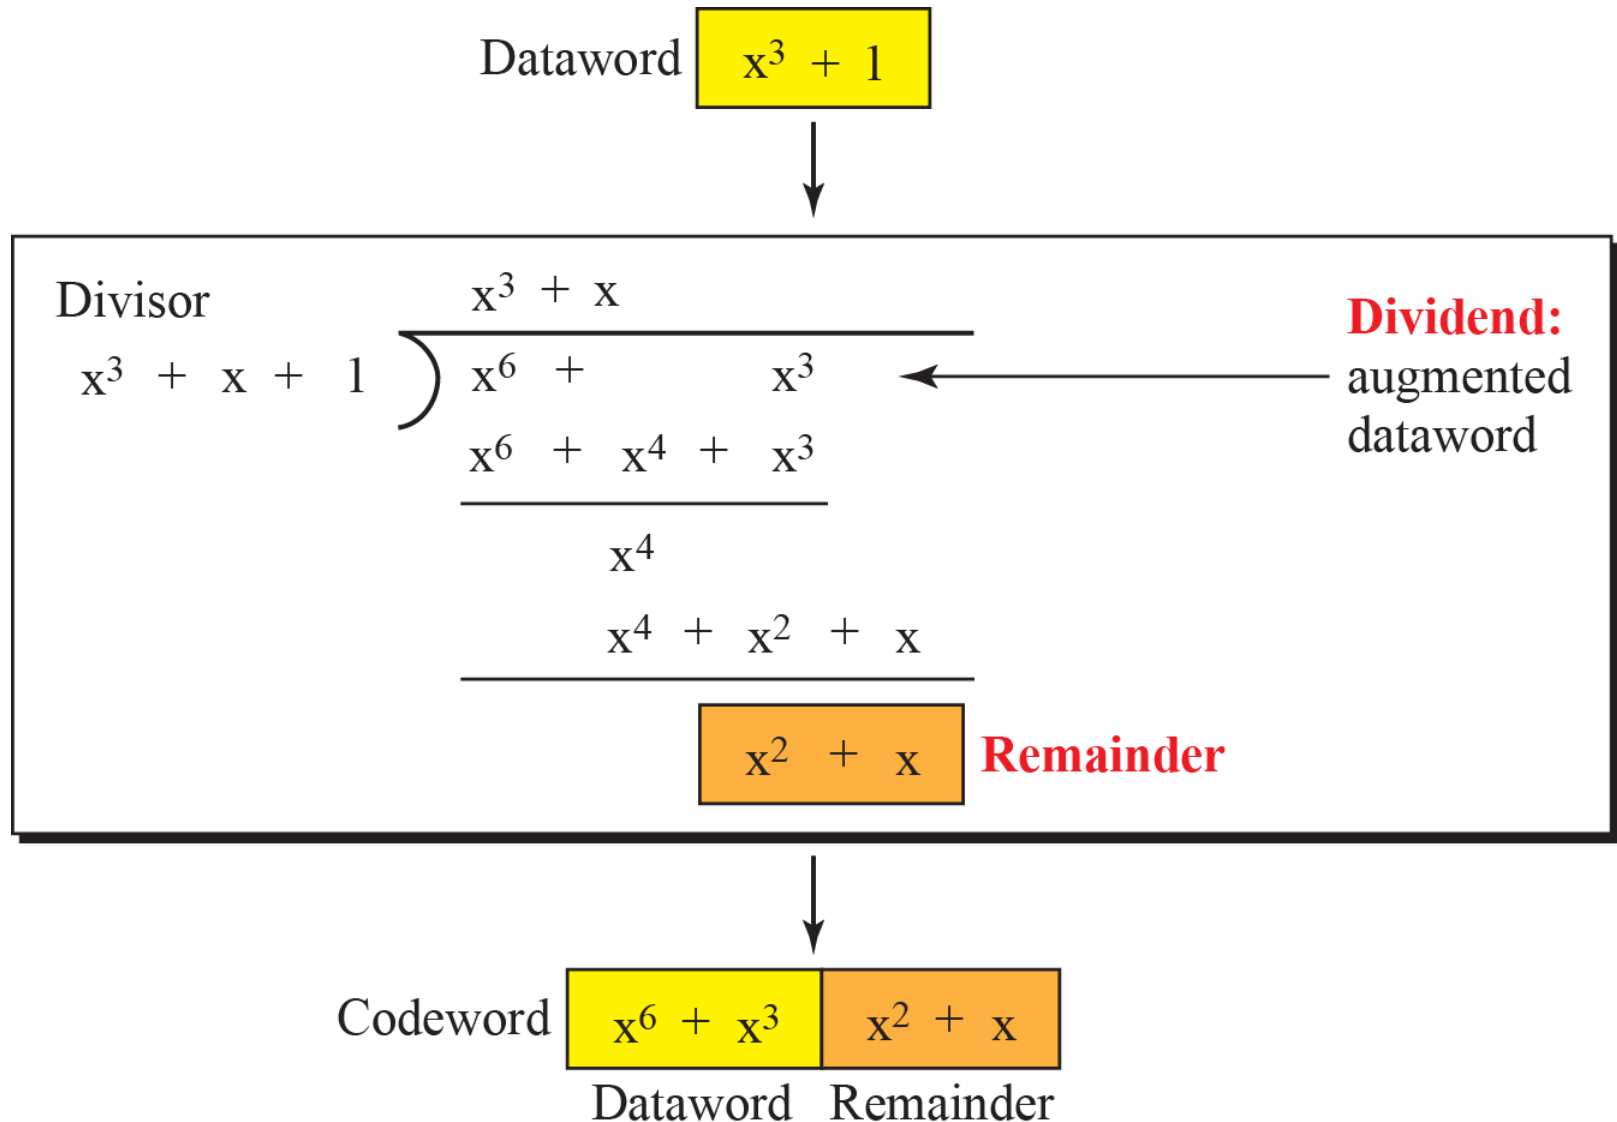 Dataword x³ + 1
Divisor
x³ + x
x³ + x + 1
x⁶ + x³
Dividend:
augmented
dataword
x⁶ + x⁴ + x³
x⁴
x⁴ + x² + x
x² + x Remainder
Codeword x⁶ + x³ x² + x
Dataword Remainder